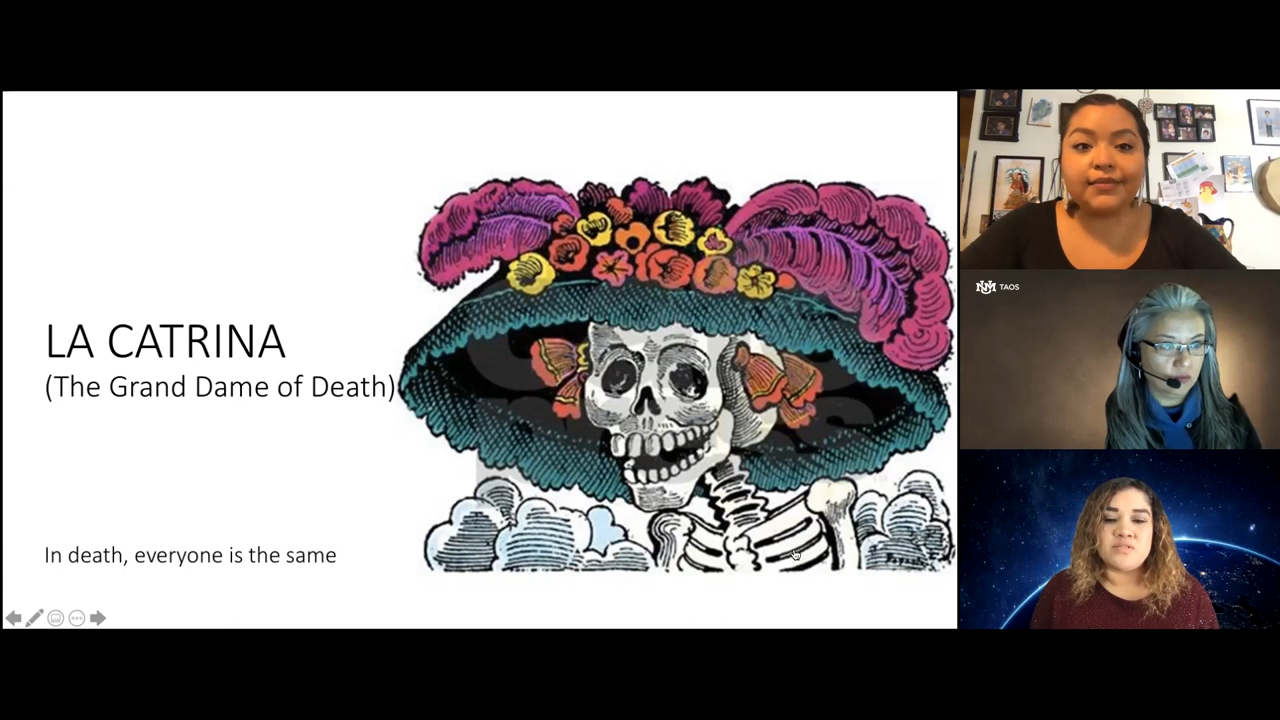 LA CATRINA
(The Grand Dame of Death)
In death, everyone is the same
UNM TAOS